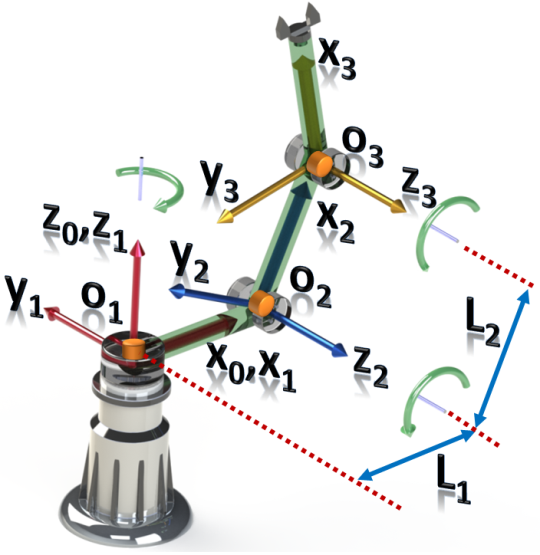 x₃
o₃
y₃
z₃
x₂
z₀,z₁
y₂
y₁
o₁
o₂
L₂
x₀,x₁
z₂
L₁